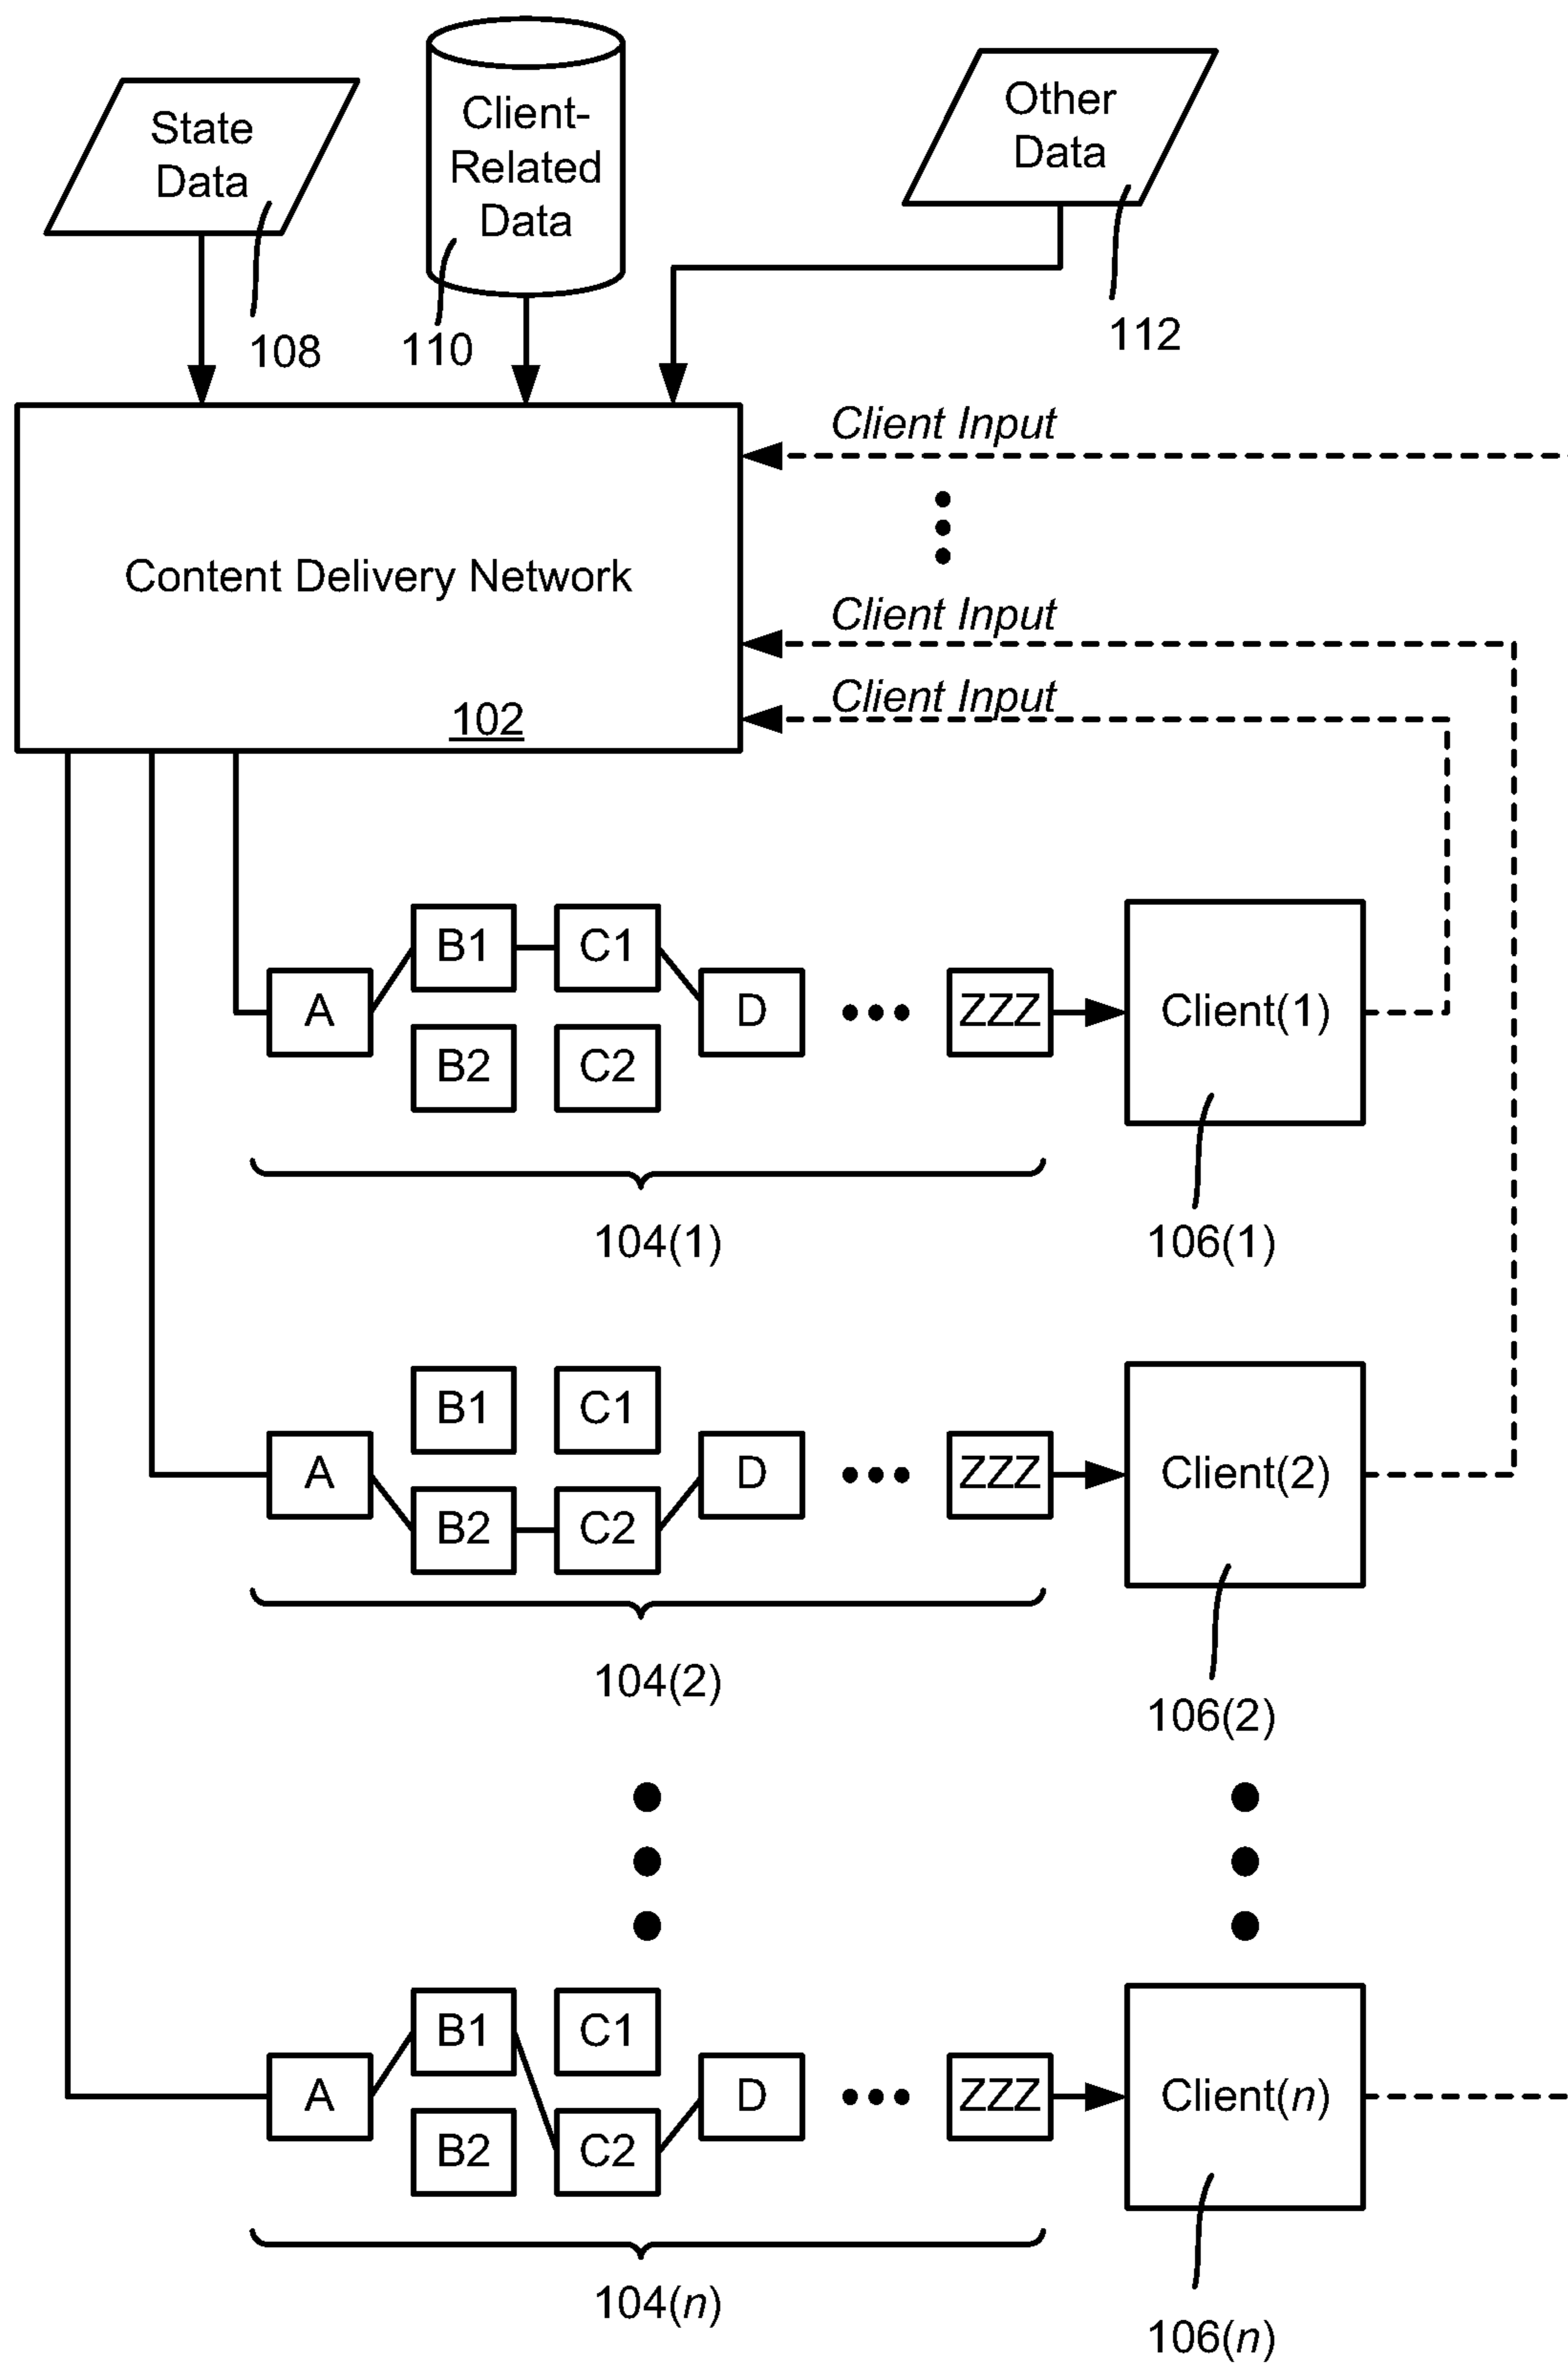 State
Data
Client-
Related
Data
Other
Data
108
110
112
Client Input
Content Delivery Network
Client Input
Client Input
102
B1
C1
A
D
ZZZ
Client(1)
B2
C2
104(1)
106(1)
B1
C1
A
D
ZZZ
Client(2)
B2
C2
104(2)
106(2)
B1
C1
A
D
ZZZ
Client(n)
B2
C2
104(n)
106(n)